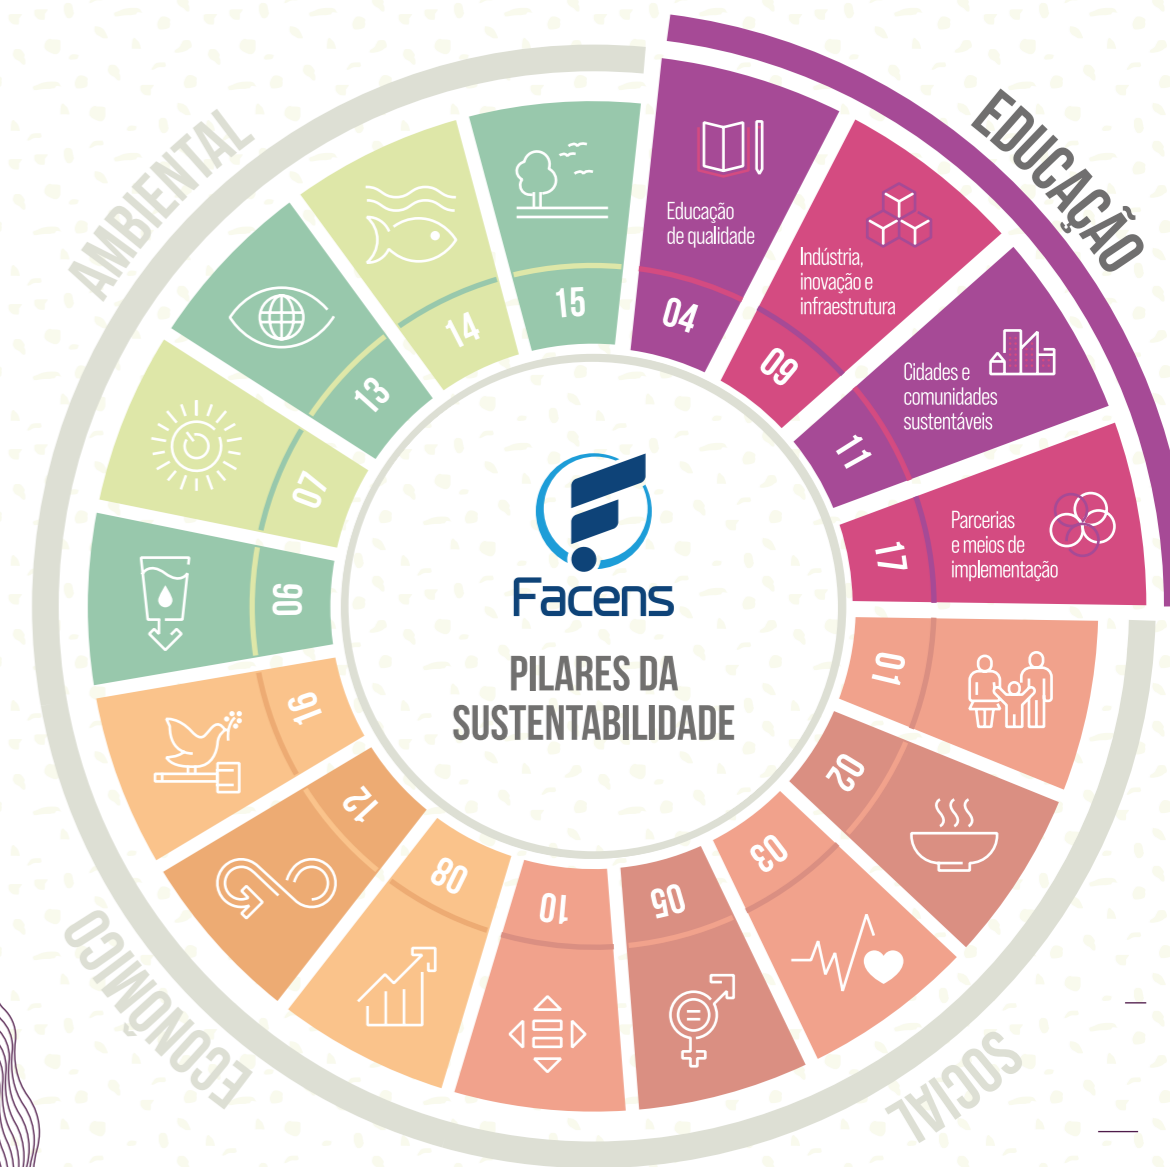 EDUCAÇÃO
Educação
de qualidade
04
Indústria,
inovação e
infraestrutura
09
Cidades e
comunidades
sustentáveis
11
Parcerias
e meios de
implementação
17
SOCIAL
01
02
03
05
10
ECONÔMICO
08
12
16
AMBIENTAL
06
07
13
14
15
Facens
PILARES DA
SUSTENTABILIDADE